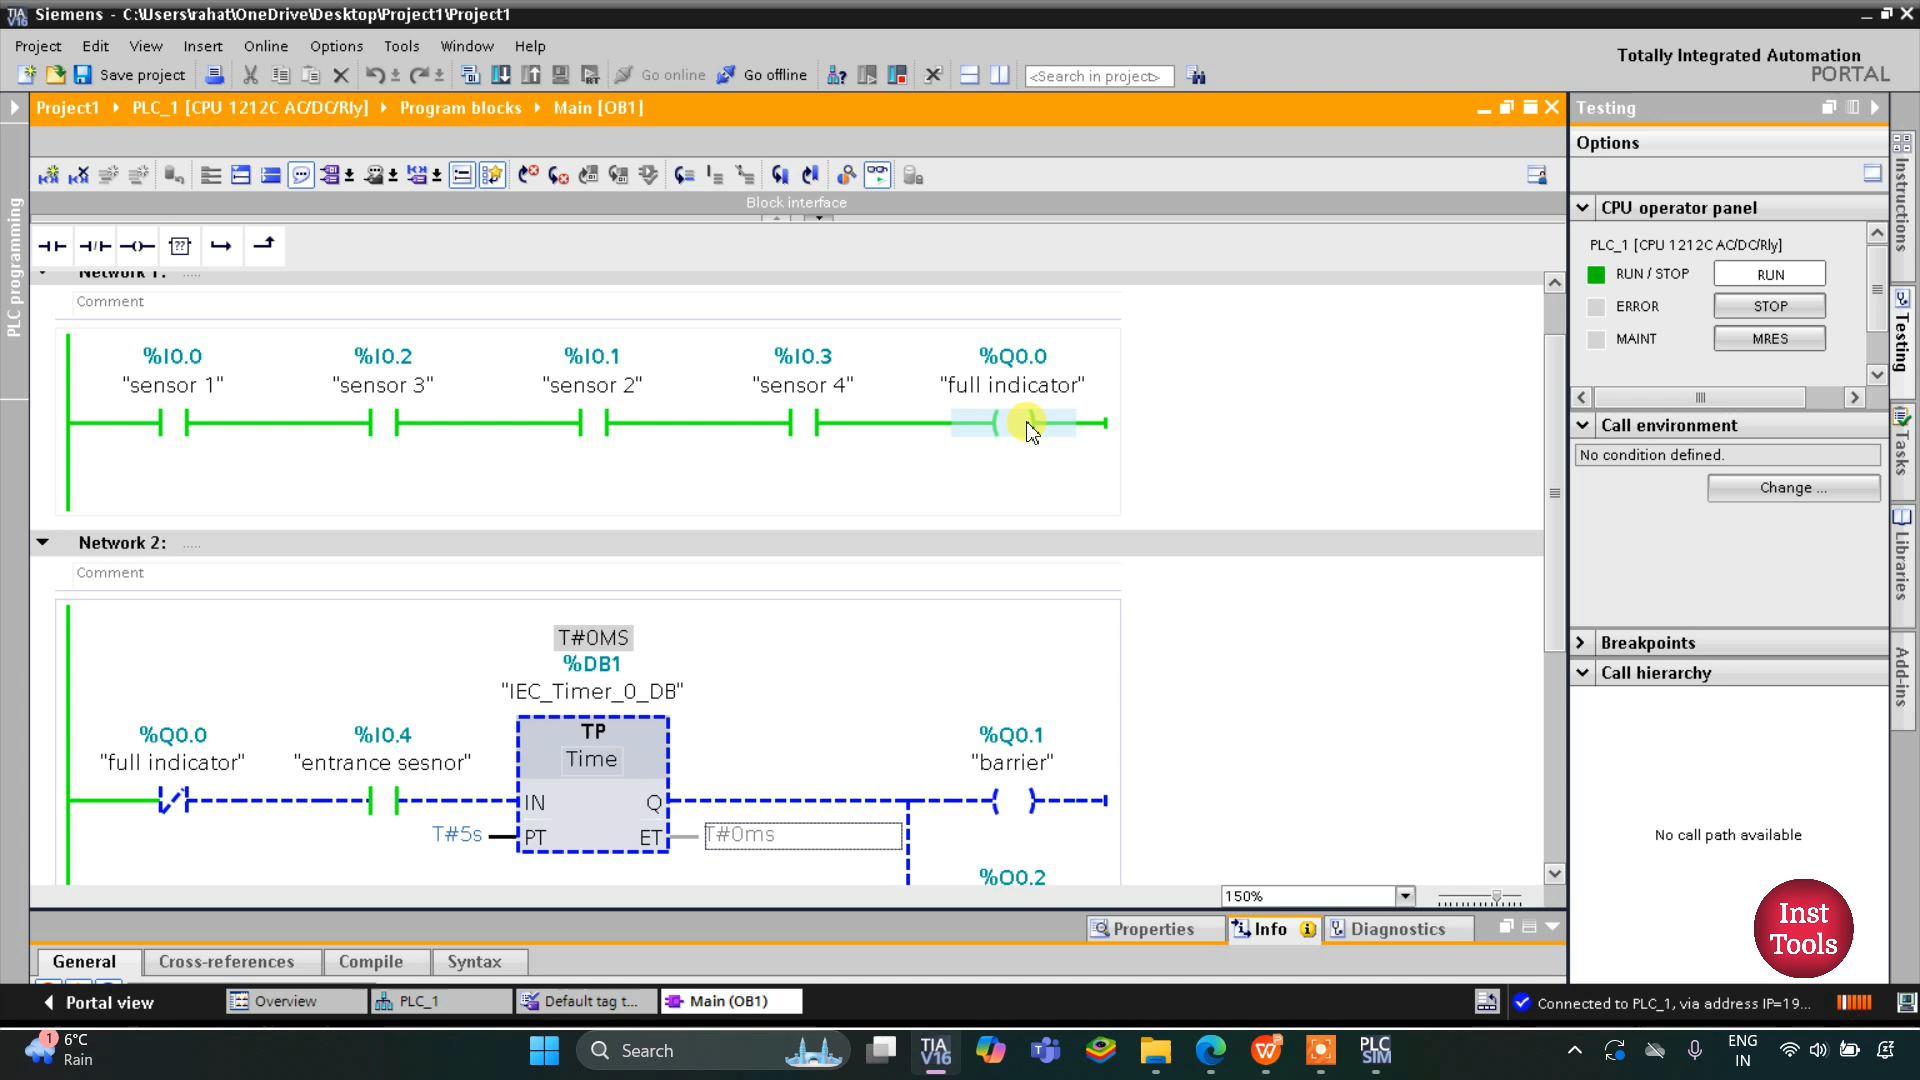 Siemens - C:\Users\rahat\OneDrive\Desktop\Project1\Project1
Project Edit View Insert Online Options Tools Window Help
Totally Integrated Automation
PORTAL
Save project Go online Go offline <Search in project>
Project1 PLC_1 [CPU 1212C AC/DC/Rly] Program blocks Main [OB1]
Block interface
Network 1: .....
Comment
%I0.0 %I0.2 %I0.1 %I0.3 %Q0.0
"sensor 1" "sensor 3" "sensor 2" "sensor 4" "full indicator"
Network 2: .....
Comment
T#0MS
%DB1
"IEC_Timer_0_DB"
TP
Time
%Q0.0 %I0.4 %Q0.1
"full indicator" "entrance sesnor" "barrier"
IN Q
T#5s PT ET T#0ms
%Q0.2
150%
Properties Info Diagnostics
General Cross-references Compile Syntax
PLC programming
Testing
Options
CPU operator panel
PLC_1 [CPU 1212C AC/DC/Rly]
RUN / STOP RUN
ERROR STOP
MAINT MRES
Call environment
No condition defined.
Change ...
Breakpoints
Call hierarchy
No call path available
Instructions
Testing
Tasks
Libraries
Add-ins
Inst
Tools
Portal view Overview PLC_1 Default tag t... Main (OB1) Connected to PLC_1, via address IP=19...
1
6°C
Rain
Search
TIA
V16
PLC
SIM
ENG
IN